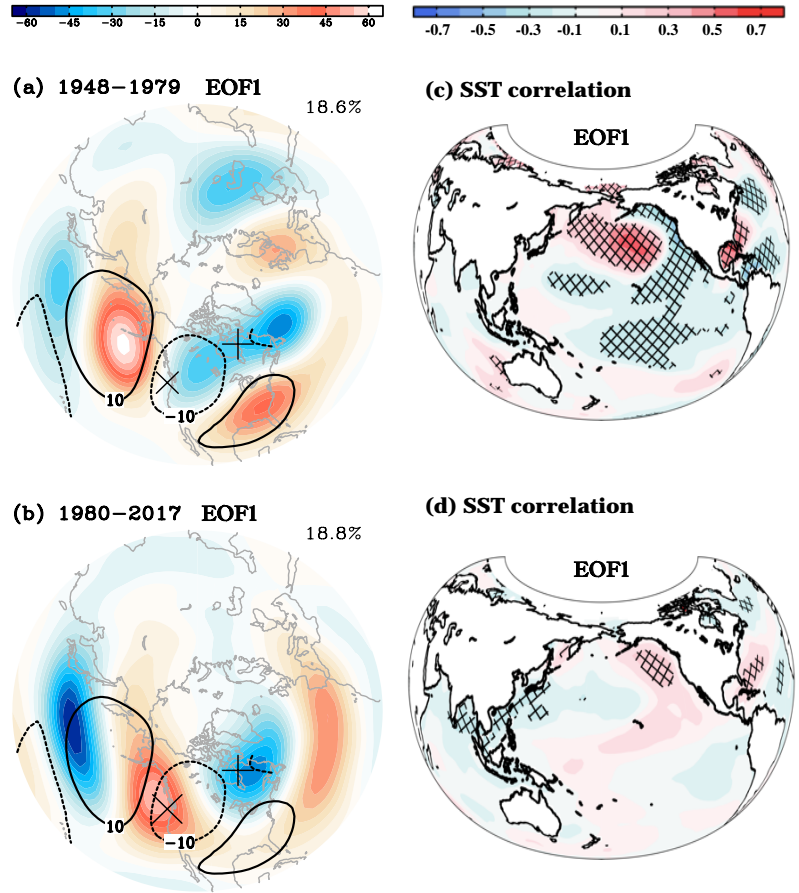 −60 −45 −30 −15 0 15 30 45 60
-0.7 -0.5 -0.3 -0.1 0.1 0.3 0.5 0.7
(a) 1948−1979 EOF1
18.6%
(c) SST correlation
EOF1
10
−10
(b) 1980−2017 EOF1
18.8%
(d) SST correlation
EOF1
10
−10